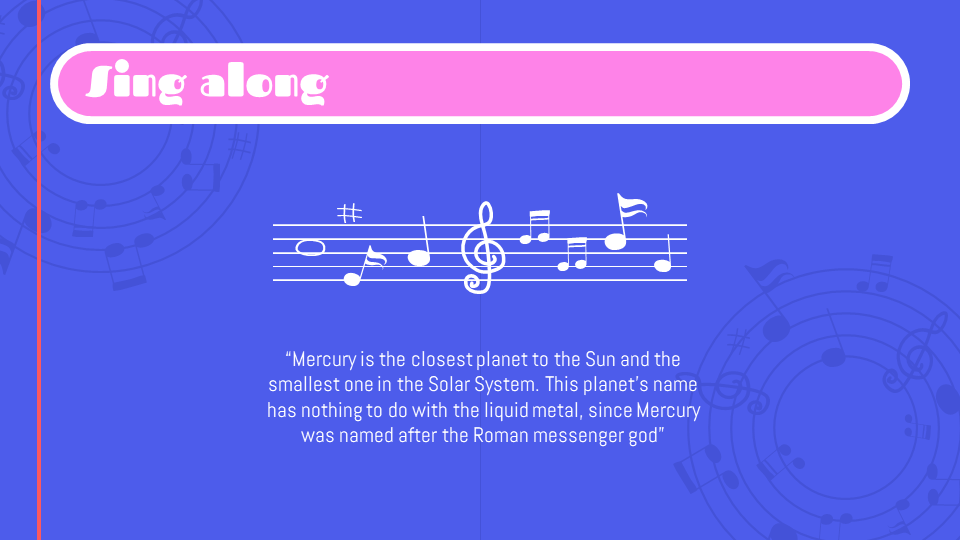 Sing along
“Mercury is the closest planet to the Sun and the
smallest one in the Solar System. This planet’s name
has nothing to do with the liquid metal, since Mercury
was named after the Roman messenger god”